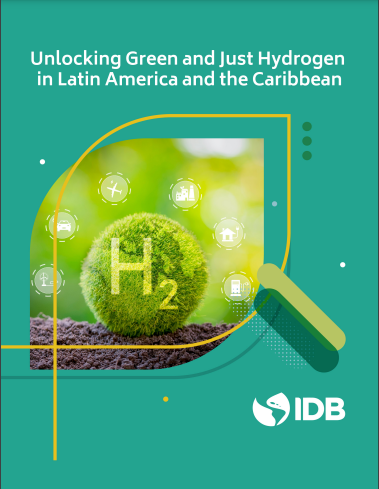 Unlocking Green and Just Hydrogen
in Latin America and the Caribbean
H2
IDB